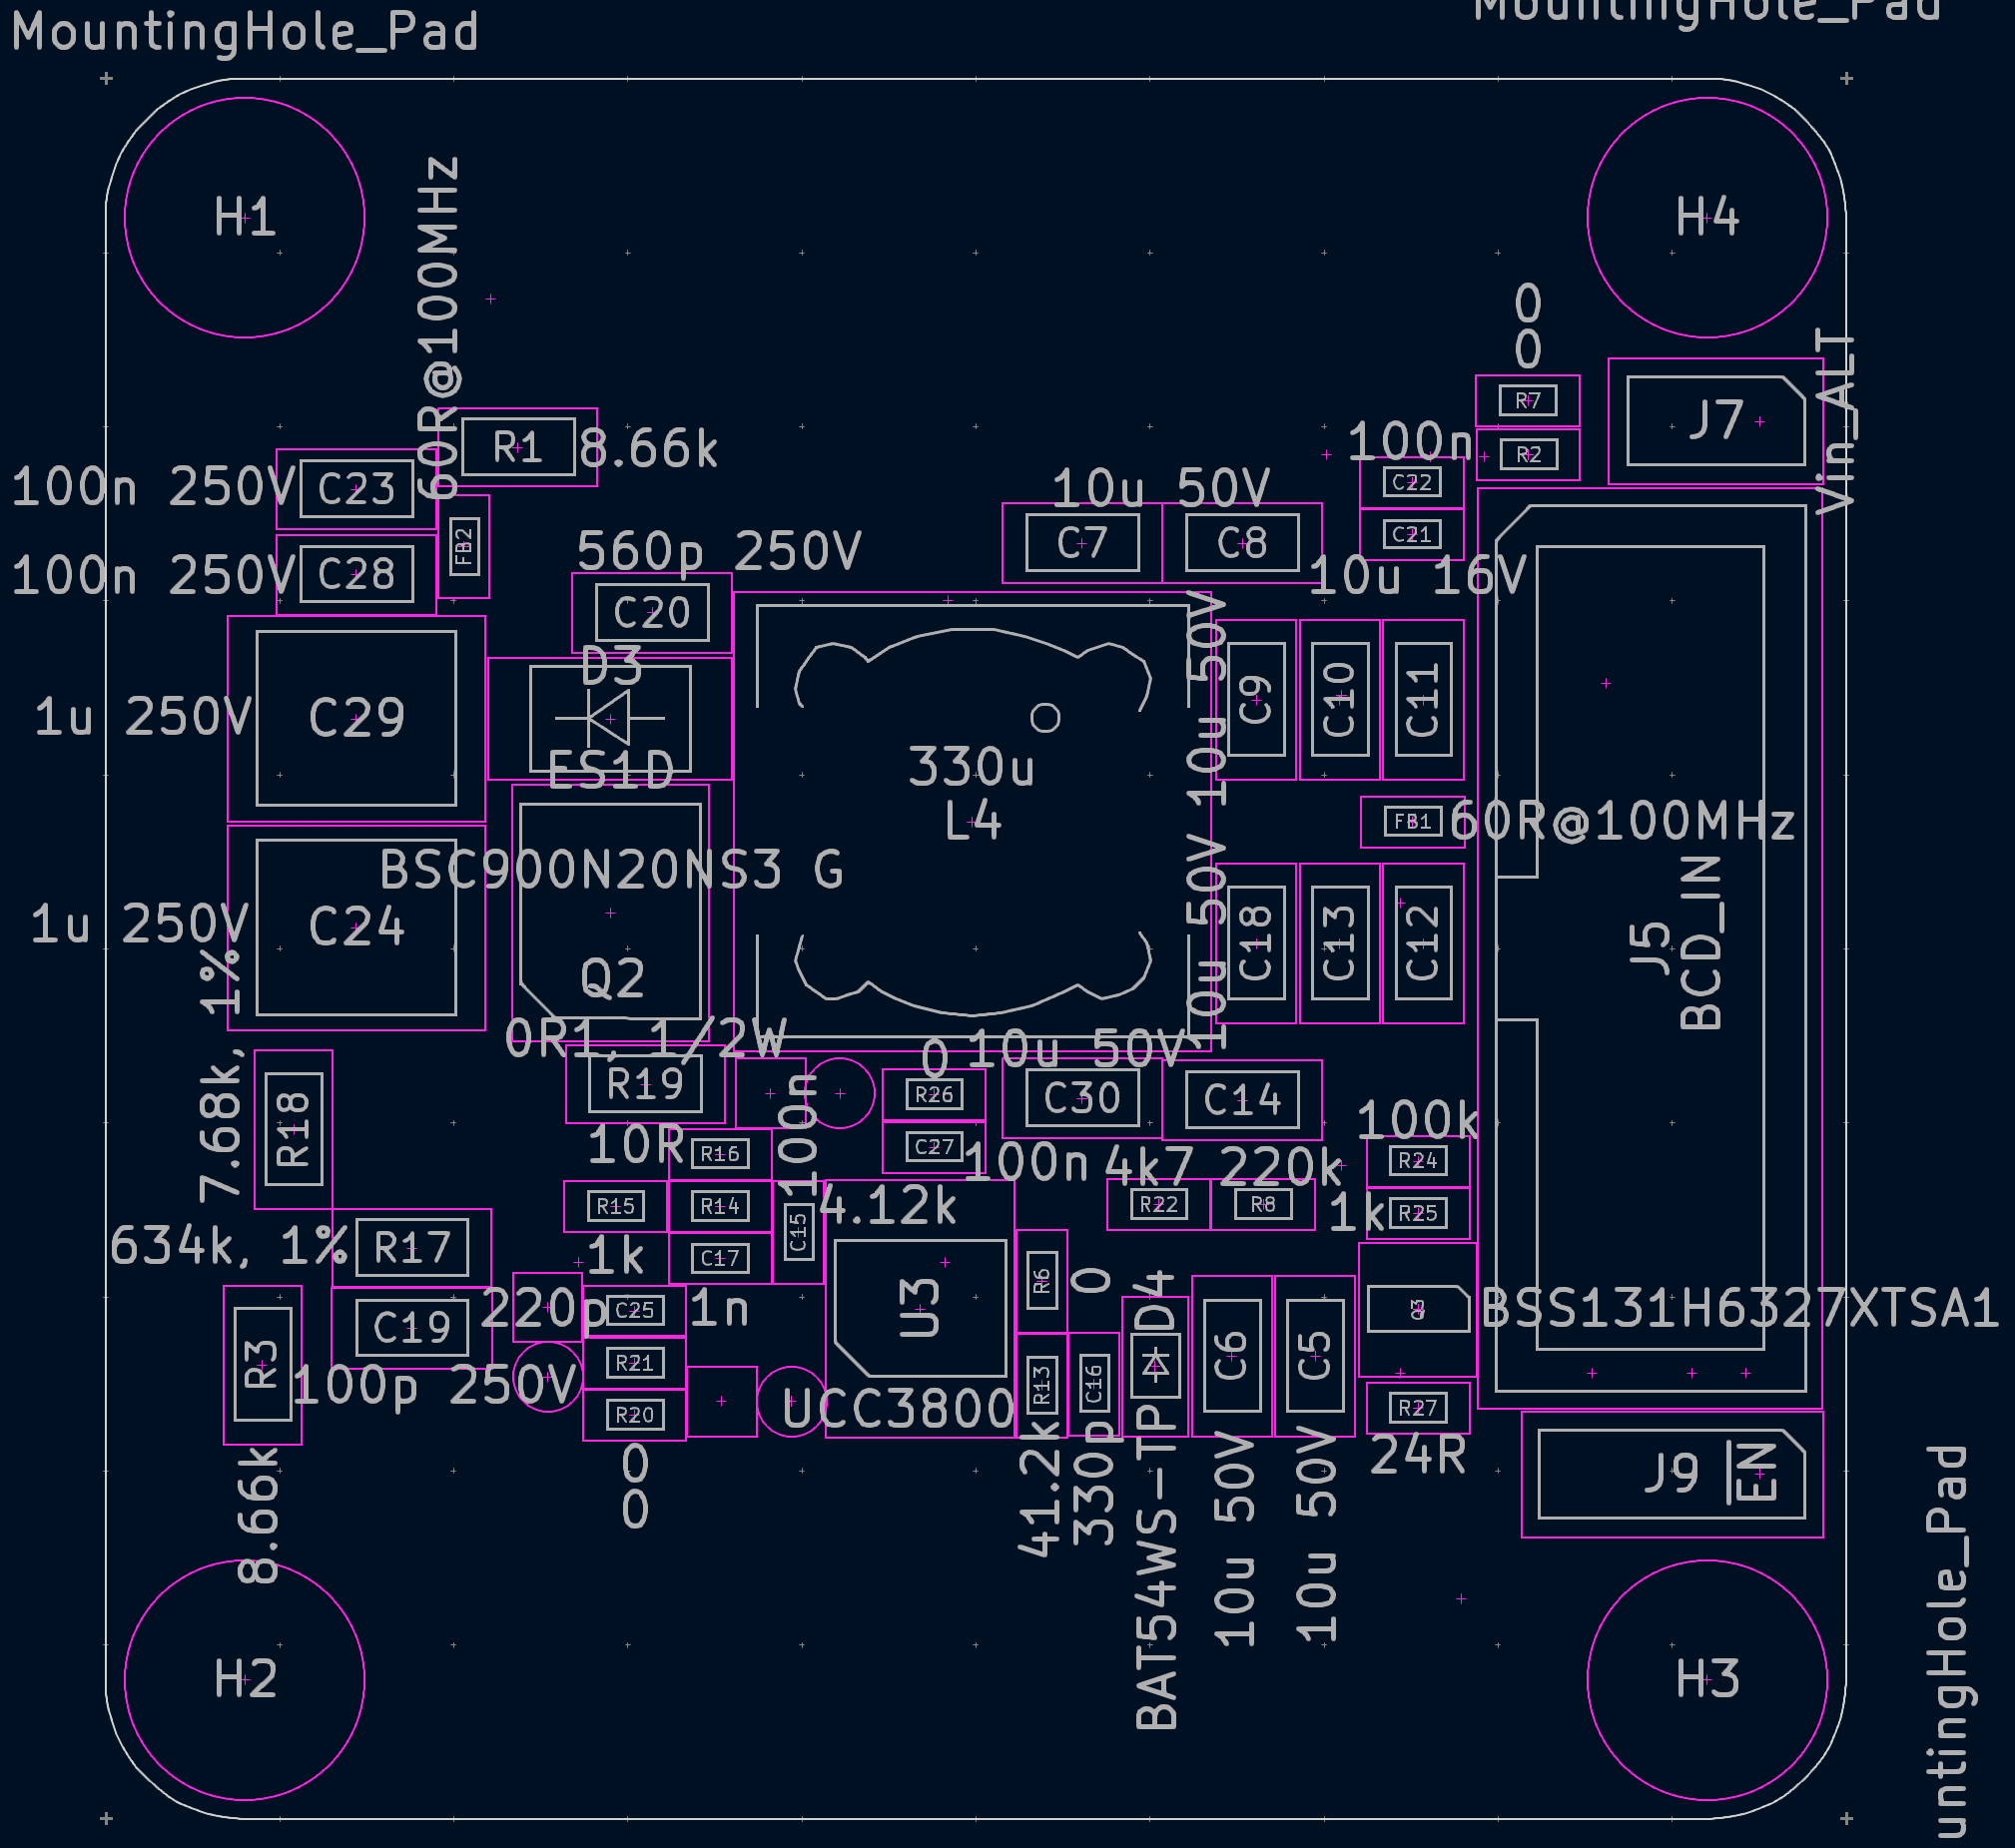 MountingHole_Pad
MountingHole_Pad
H1
H4
60R@100MHz
0
0
R7
R2
J7
Vin_ALT
R1
8.66k
100n 250V
C23
FB2
100n 250V
C28
560p 250V
C20
10u 50V
C7
C8
100n
C22
C21
10u 16V
1u 250V
C29
D3
ES1D
330u
L4
10u 50V
10u 50V
10u 50V
C9
C10
C11
FB1
60R@100MHz
BSC900N20NS3 G
Q2
1u 250V
C24
C18
C13
C12
J5
BCD_IN
0R1, 1/2W
R19
7.68k, 1%
R18
100n
0
R26
C27
100n
10u 50V
C30
C14
10R
R16
R15
R14
C15
1k
C17
4.12k
4k7
R22
220k
R8
100k
R24
1k
R25
634k, 1%
R17
C19
100p 250V
R3
8.66k
220p
C25
1n
R21
R20
0
0
U3
UCC3800
R6
0
R13
41.2k
C16
330p
D4
BAT54WS-TP
C6
10u 50V
C5
10u 50V
Q3
BSS131H6327XTSA1
R27
24R
J9
EN
H2
H3
untingHole_Pad